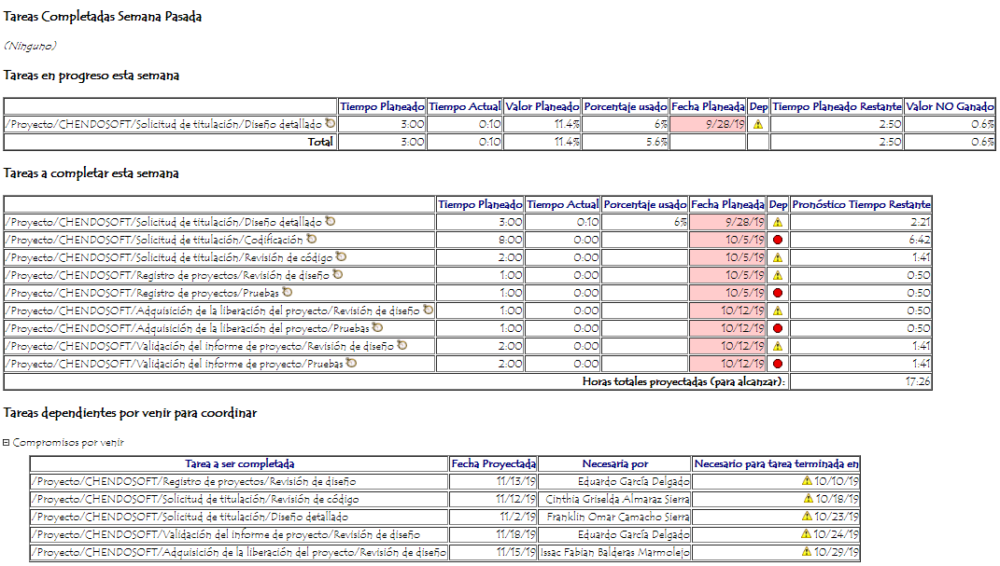 Tareas Completadas Semana Pasada
(Ninguno)
Tareas en progreso esta semana
Tiempo Planeado Tiempo Actual Valor Planeado Porcentaje usado Fecha Planeada Dep Tiempo Planeado Restante Valor NO Ganado
/Proyecto/CHENDOSOFT/Solicitud de titulación/Diseño detallado 3:00 0:10 11.4% 6% 9/28/19 2:50 0.6%
Total 3:00 0:10 11.4% 5.6% 2:50 0.6%
Tareas a completar esta semana
Tiempo Planeado Tiempo Actual Porcentaje usado Fecha Planeada Dep Pronóstico Tiempo Restante
/Proyecto/CHENDOSOFT/Solicitud de titulación/Diseño detallado 3:00 0:10 6% 9/28/19 2:21
/Proyecto/CHENDOSOFT/Solicitud de titulación/Codificación 8:00 0:00 10/5/19 6:42
/Proyecto/CHENDOSOFT/Solicitud de titulación/Revisión de código 2:00 0:00 10/5/19 1:41
/Proyecto/CHENDOSOFT/Registro de proyectos/Revisión de diseño 1:00 0:00 10/5/19 0:50
/Proyecto/CHENDOSOFT/Registro de proyectos/Pruebas 1:00 0:00 10/5/19 0:50
/Proyecto/CHENDOSOFT/Adquisición de la liberación del proyecto/Revisión de diseño 1:00 0:00 10/12/19 0:50
/Proyecto/CHENDOSOFT/Adquisición de la liberación del proyecto/Pruebas 1:00 0:00 10/12/19 0:50
/Proyecto/CHENDOSOFT/Validación del informe de proyecto/Revisión de diseño 2:00 0:00 10/12/19 1:41
/Proyecto/CHENDOSOFT/Validación del informe de proyecto/Pruebas 2:00 0:00 10/12/19 1:41
Horas totales proyectadas (para alcanzar): 17:26
Tareas dependientes por venir para coordinar
Compromisos por venir
Tarea a ser completada Fecha Proyectada Necesaria por Necesario para tarea terminada en
/Proyecto/CHENDOSOFT/Registro de proyectos/Revisión de diseño 11/13/19 Eduardo García Delgado 10/10/19
/Proyecto/CHENDOSOFT/Solicitud de titulación/Revisión de código 11/12/19 Cinthia Griselda Almaraz Sierra 10/18/19
/Proyecto/CHENDOSOFT/Solicitud de titulación/Diseño detallado 11/2/19 Franklin Omar Camacho Sierra 10/23/19
/Proyecto/CHENDOSOFT/Validación del informe de proyecto/Revisión de diseño 11/18/19 Eduardo García Delgado 10/24/19
/Proyecto/CHENDOSOFT/Adquisición de la liberación del proyecto/Revisión de diseño 11/15/19 Issac Fabian Balderas Marmolejo 10/29/19